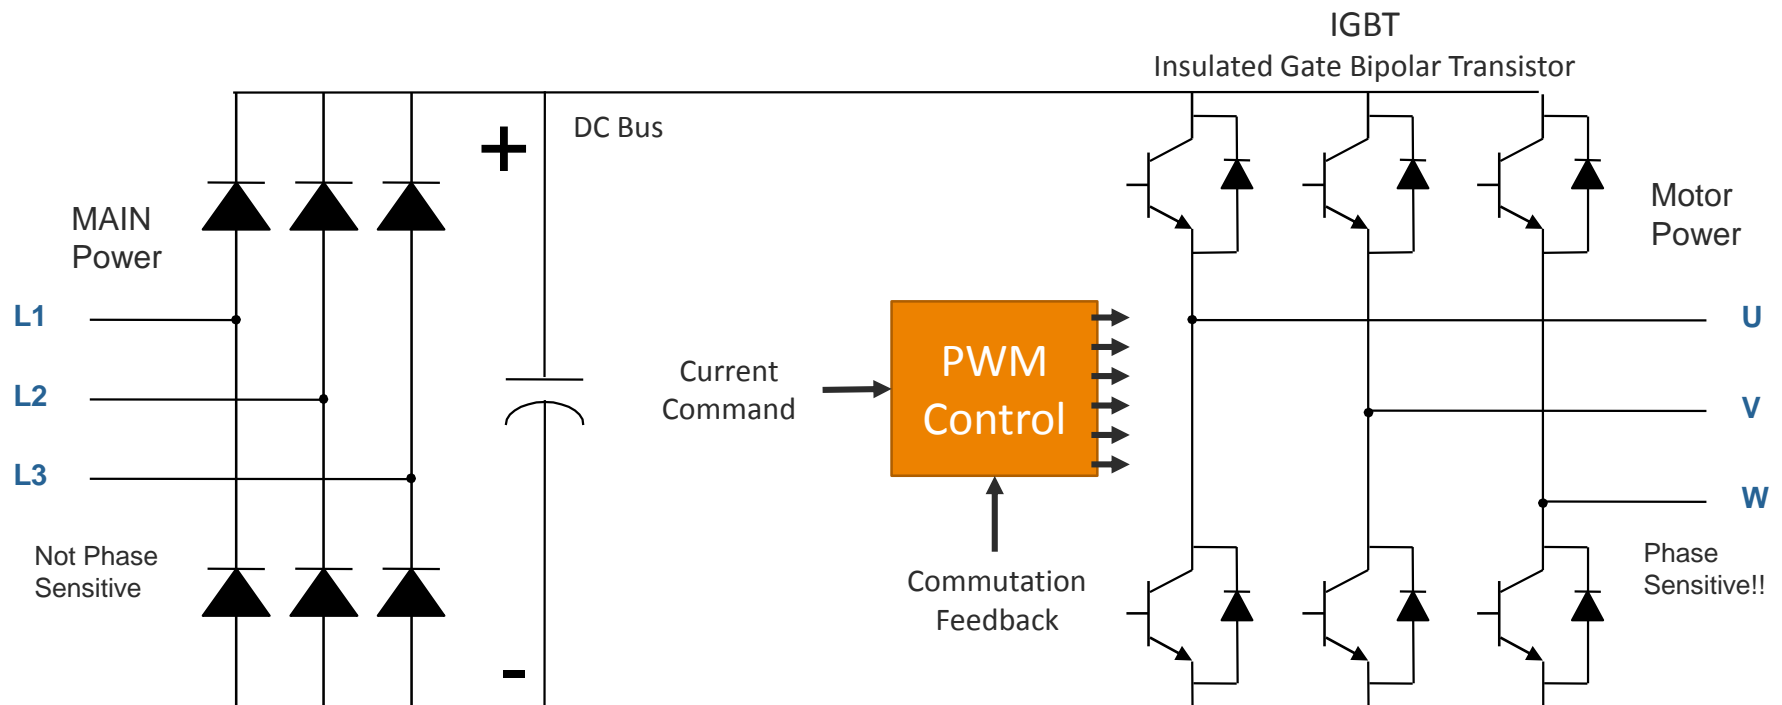 IGBT
Insulated Gate Bipolar Transistor
+
DC Bus
MAIN
Power
L1
L2
L3
Not Phase
Sensitive
-
Current
Command
PWM
Control
Commutation
Feedback
Motor
Power
U
V
W
Phase
Sensitive!!